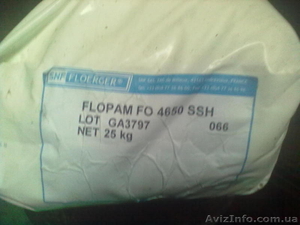 SNF FLOERGER®
FLOPAM FO 4650 SSH
LOT GA3797 066
NET 25 kg
AvizInfo.com.ua